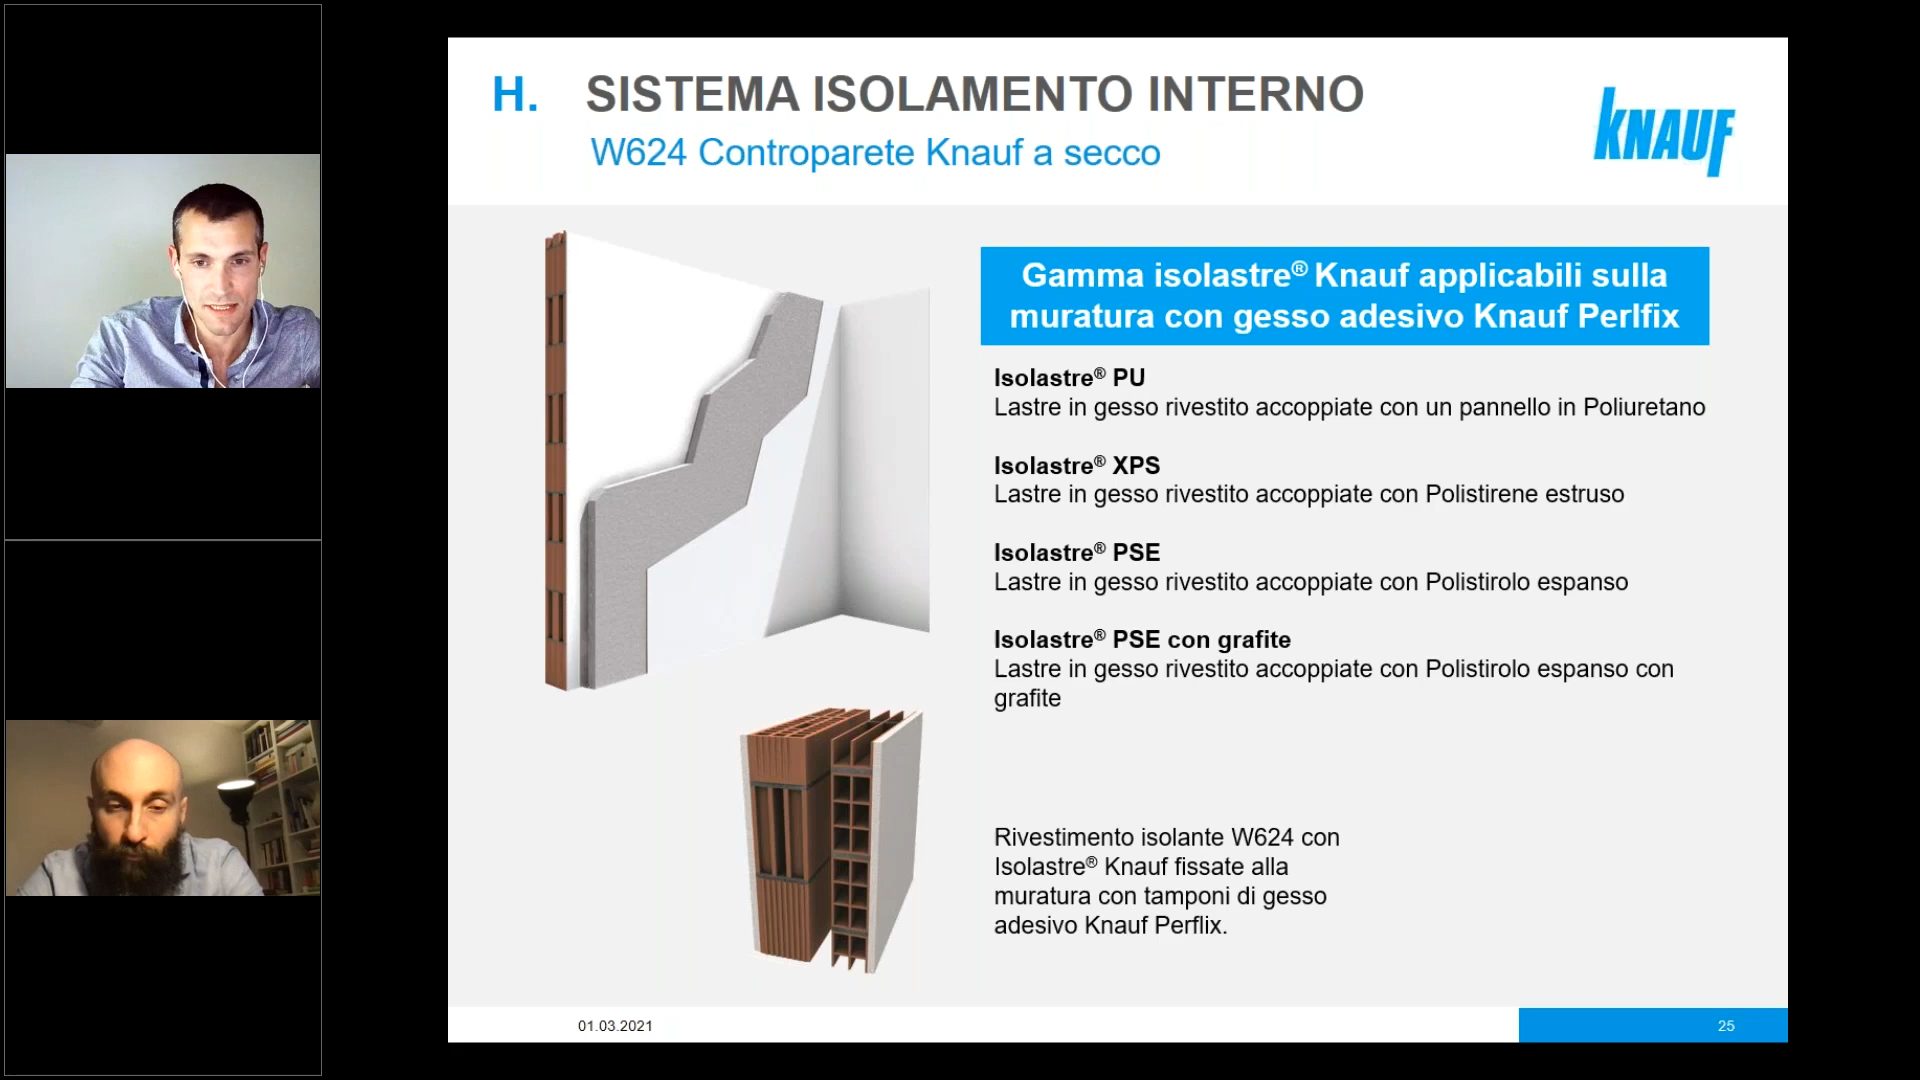 H. SISTEMA ISOLAMENTO INTERNO
W624 Controparete Knauf a secco
KNAUF
Gamma isolastre® Knauf applicabili sulla
muratura con gesso adesivo Knauf Perlfix
Isolastre® PU
Lastre in gesso rivestito accoppiate con un pannello in Poliuretano
Isolastre® XPS
Lastre in gesso rivestito accoppiate con Polistirene estruso
Isolastre® PSE
Lastre in gesso rivestito accoppiate con Polistirolo espanso
Isolastre® PSE con grafite
Lastre in gesso rivestito accoppiate con Polistirolo espanso con
grafite
Rivestimento isolante W624 con
Isolastre® Knauf fissate alla
muratura con tamponi di gesso
adesivo Knauf Perflix.
01.03.2021
25